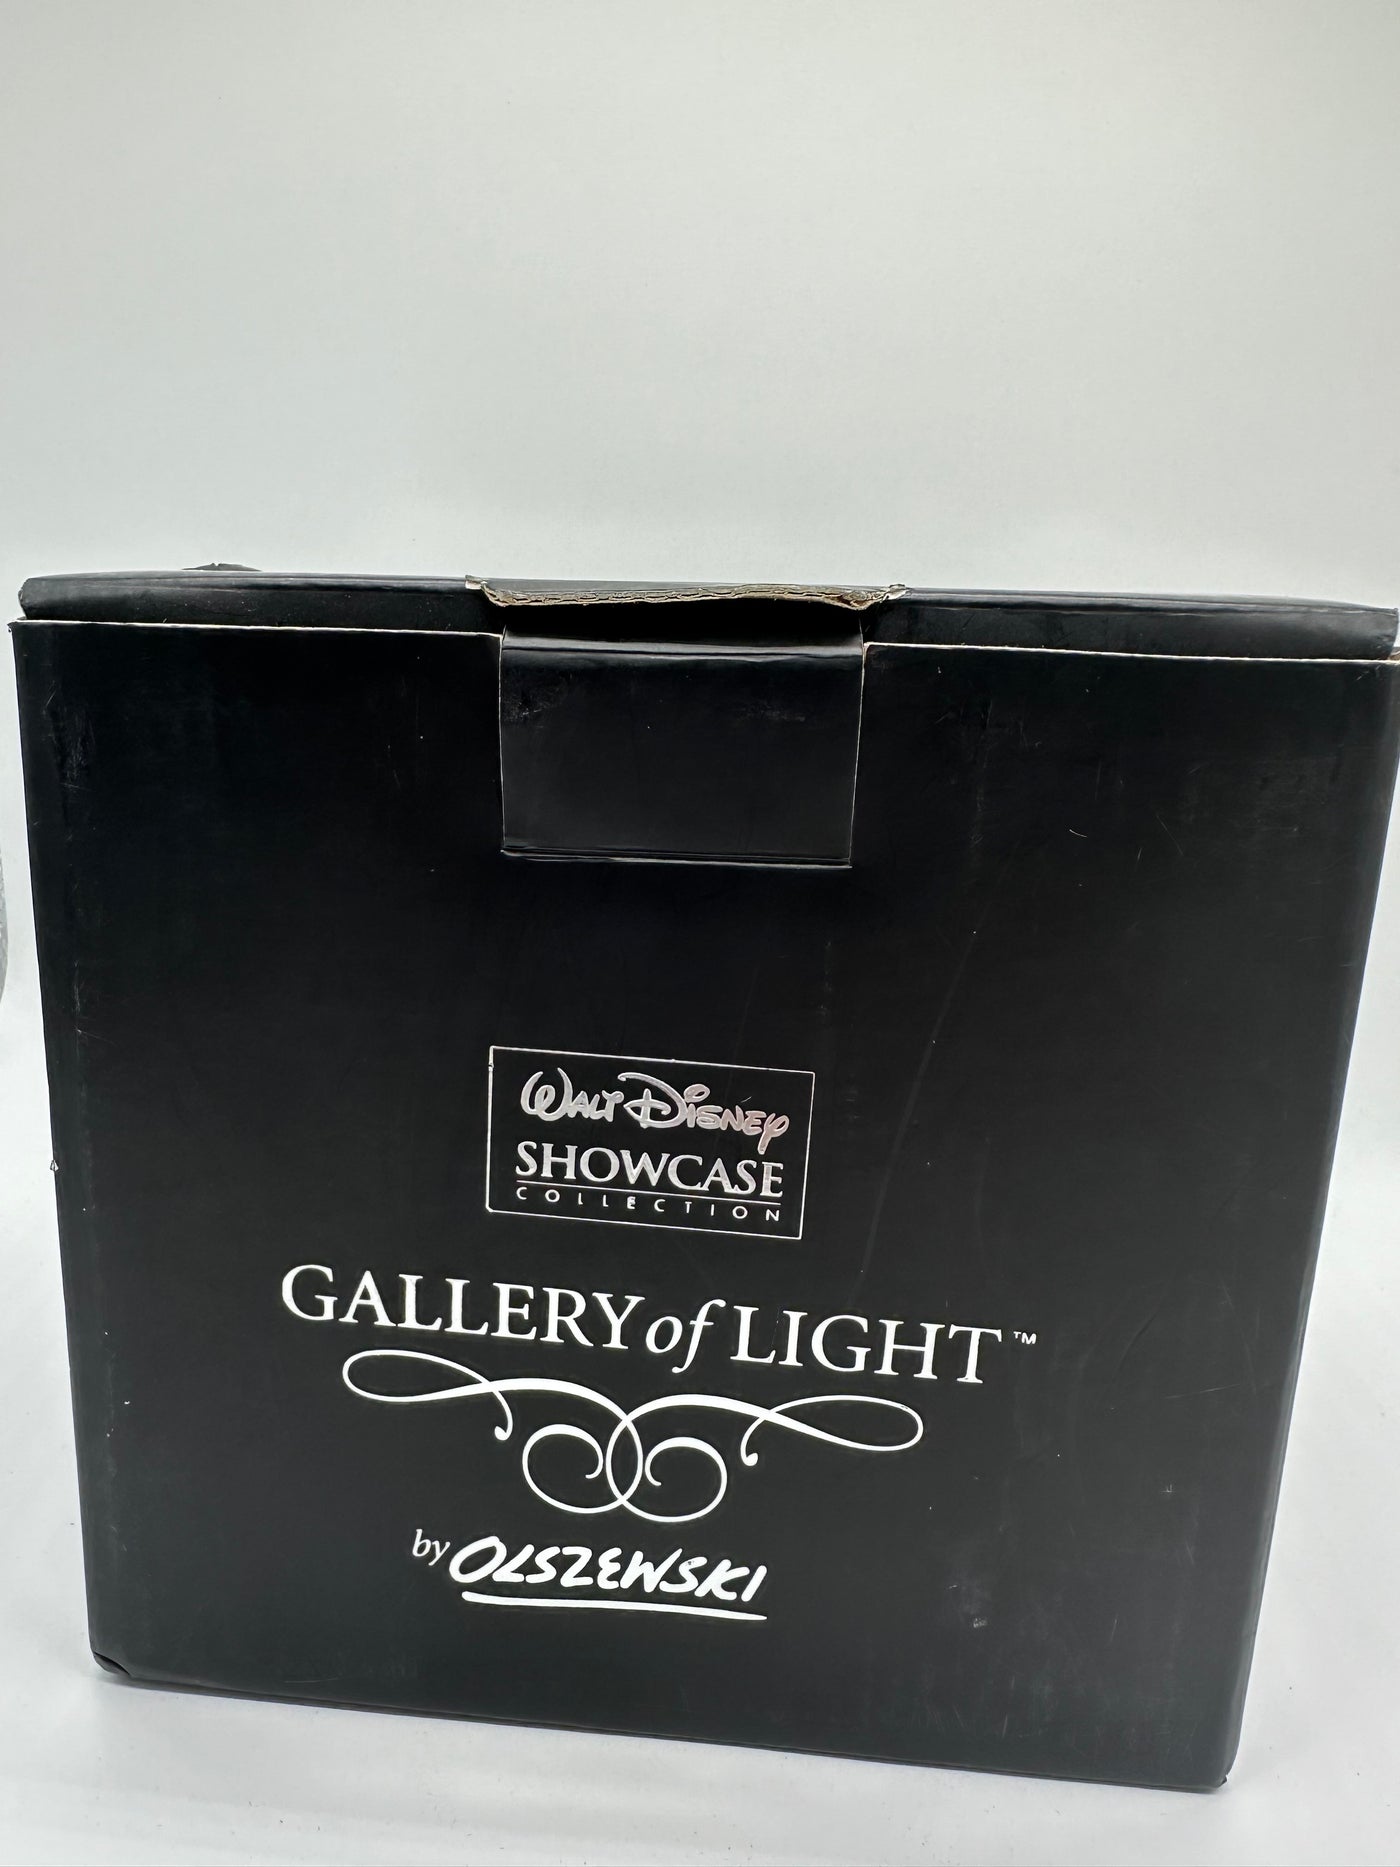 WALT DISNEY
SHOWCASE
COLLECTION
GALLERY of LIGHT™
by OLSZEWSKI